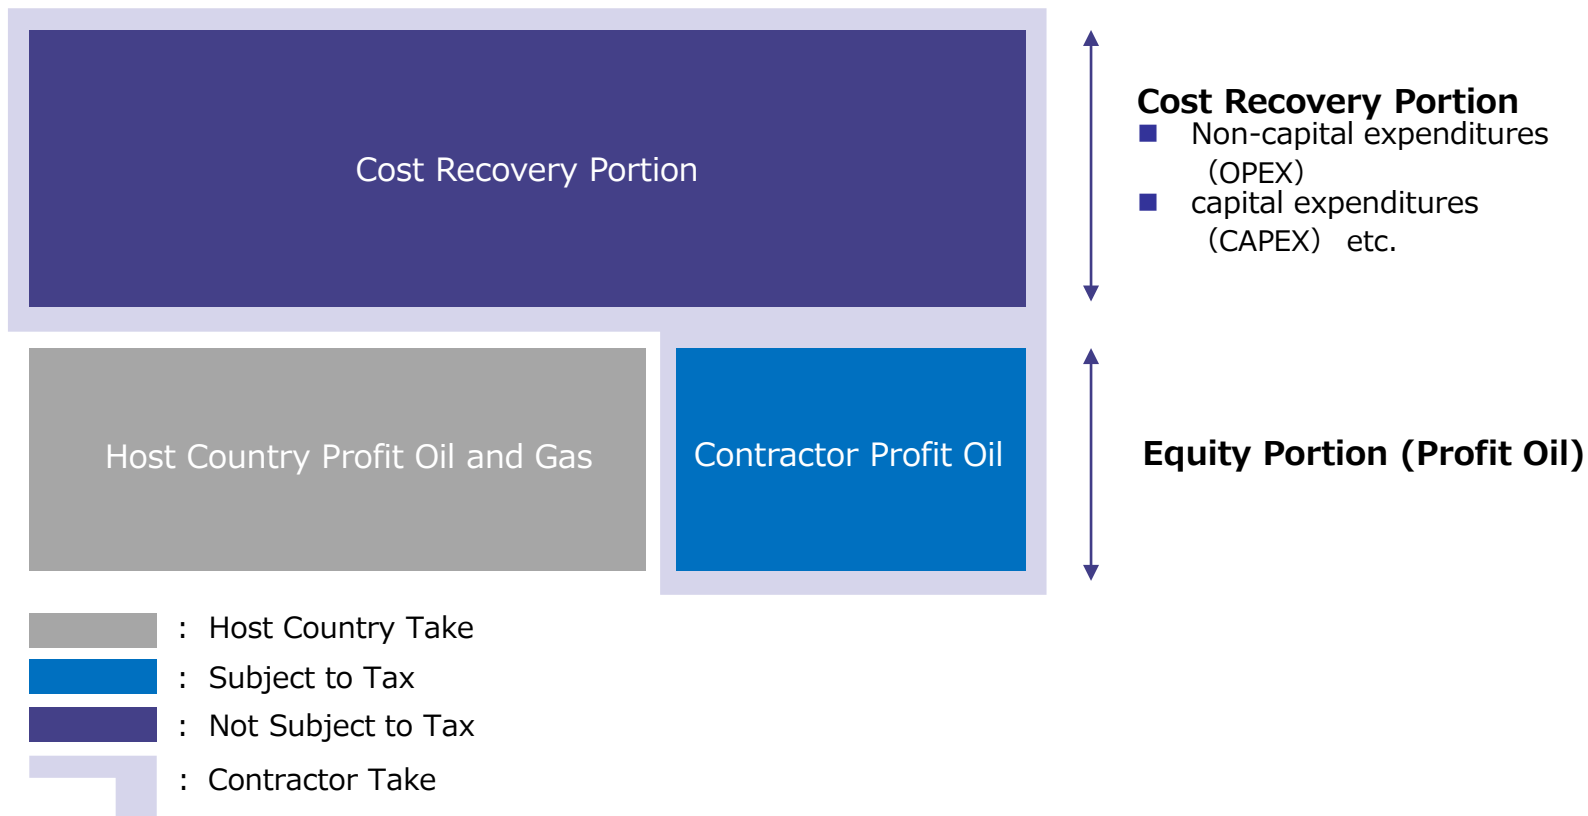 Cost Recovery Portion
Cost Recovery Portion
■ Non-capital expenditures
（OPEX）
■ capital expenditures
（CAPEX） etc.
Host Country Profit Oil and Gas
Contractor Profit Oil
Equity Portion (Profit Oil)
: Host Country Take
: Subject to Tax
: Not Subject to Tax
: Contractor Take